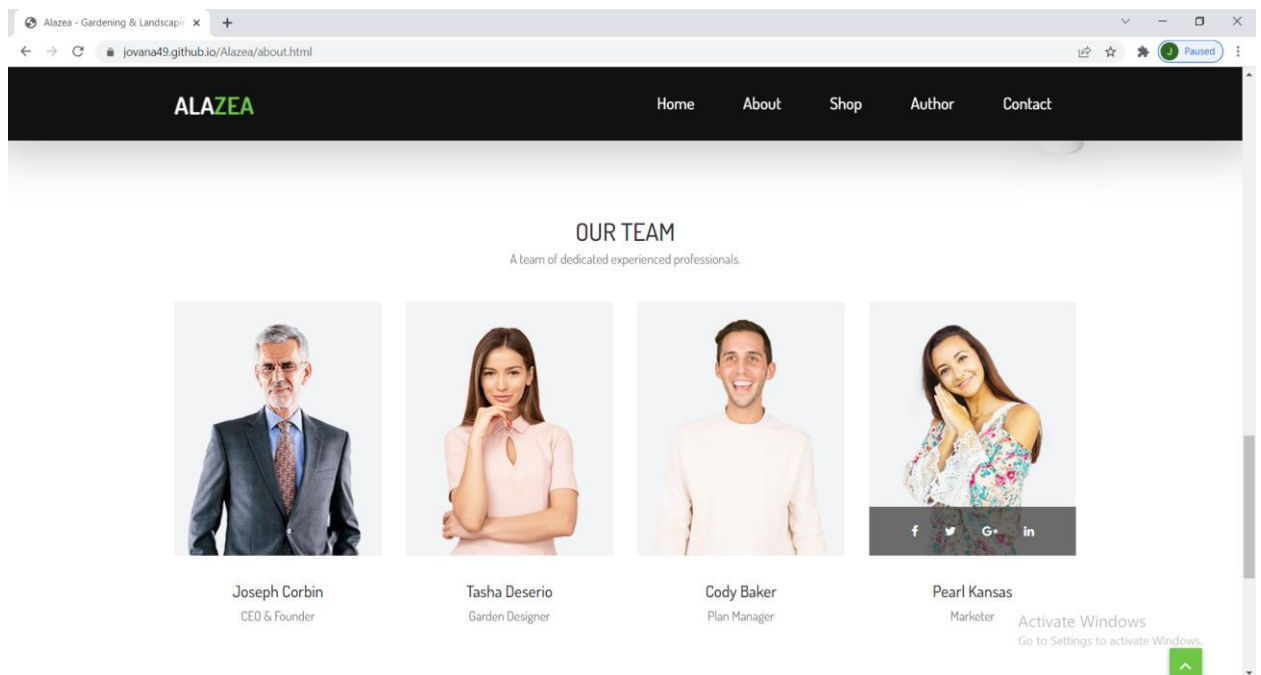 Alazea - Gardening & Landscapin
jovana49.github.io/Alazea/about.html
J Paused
ALAZEA
Home About Shop Author Contact
OUR TEAM
A team of dedicated experienced professionals.
f G+ in
Joseph Corbin Tasha Deserio Cody Baker Pearl Kansas
CEO & Founder Garden Designer Plan Manager Marketer
Activate Windows
Go to Settings to activate Windows.